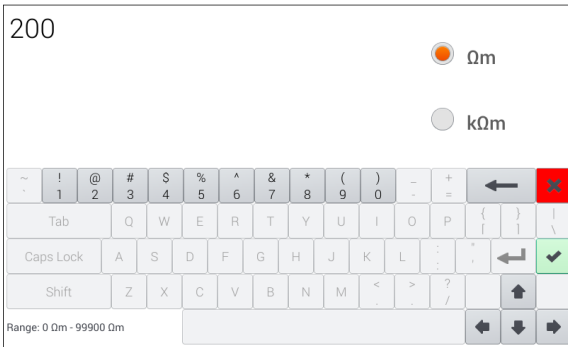 200
Ωm
kΩm
~ ! @ # $ % ^ & * ( ) _ +
` 1 2 3 4 5 6 7 8 9 0 - =
Tab Q W E R T Y U I O P { } |
[ ] \
Caps Lock A S D F G H J K L : "
; '
Shift Z X C V B N M < > ?
, . /
Range: 0 Ωm - 99900 Ωm